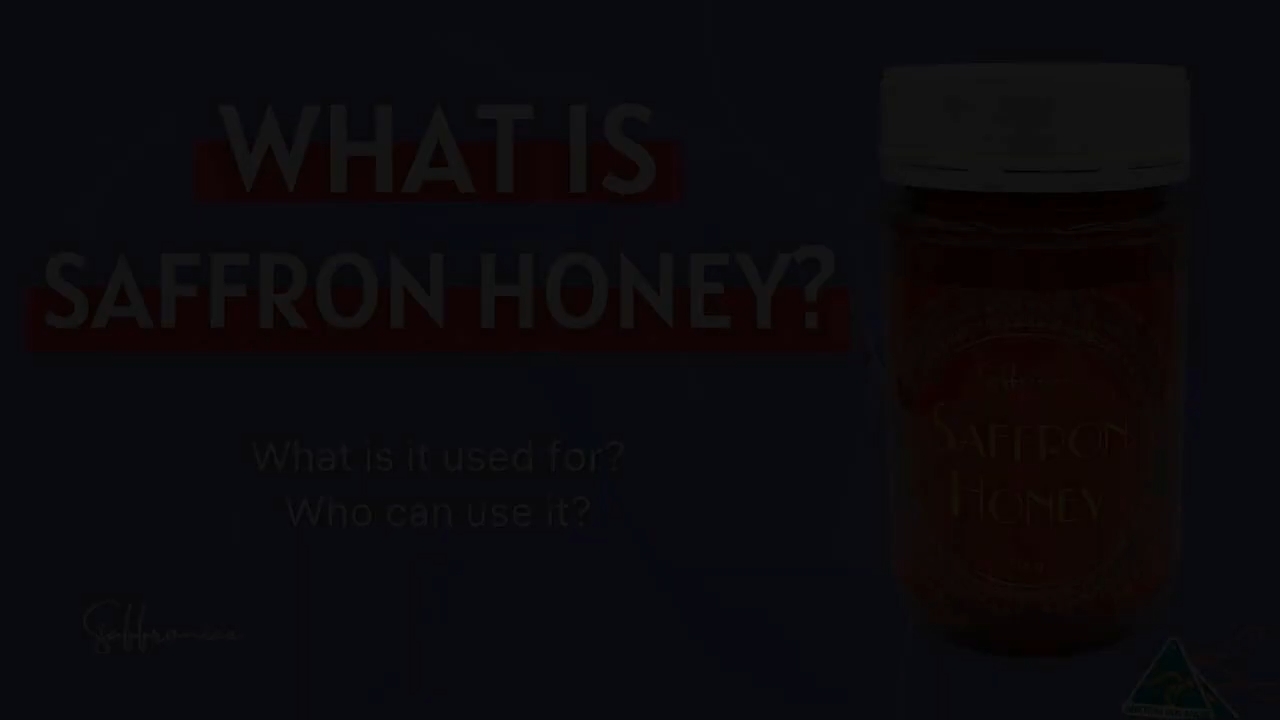 WHAT IS
SAFFRON HONEY?
What is it used for?
Who can use it?
SAFFRON
HONEY